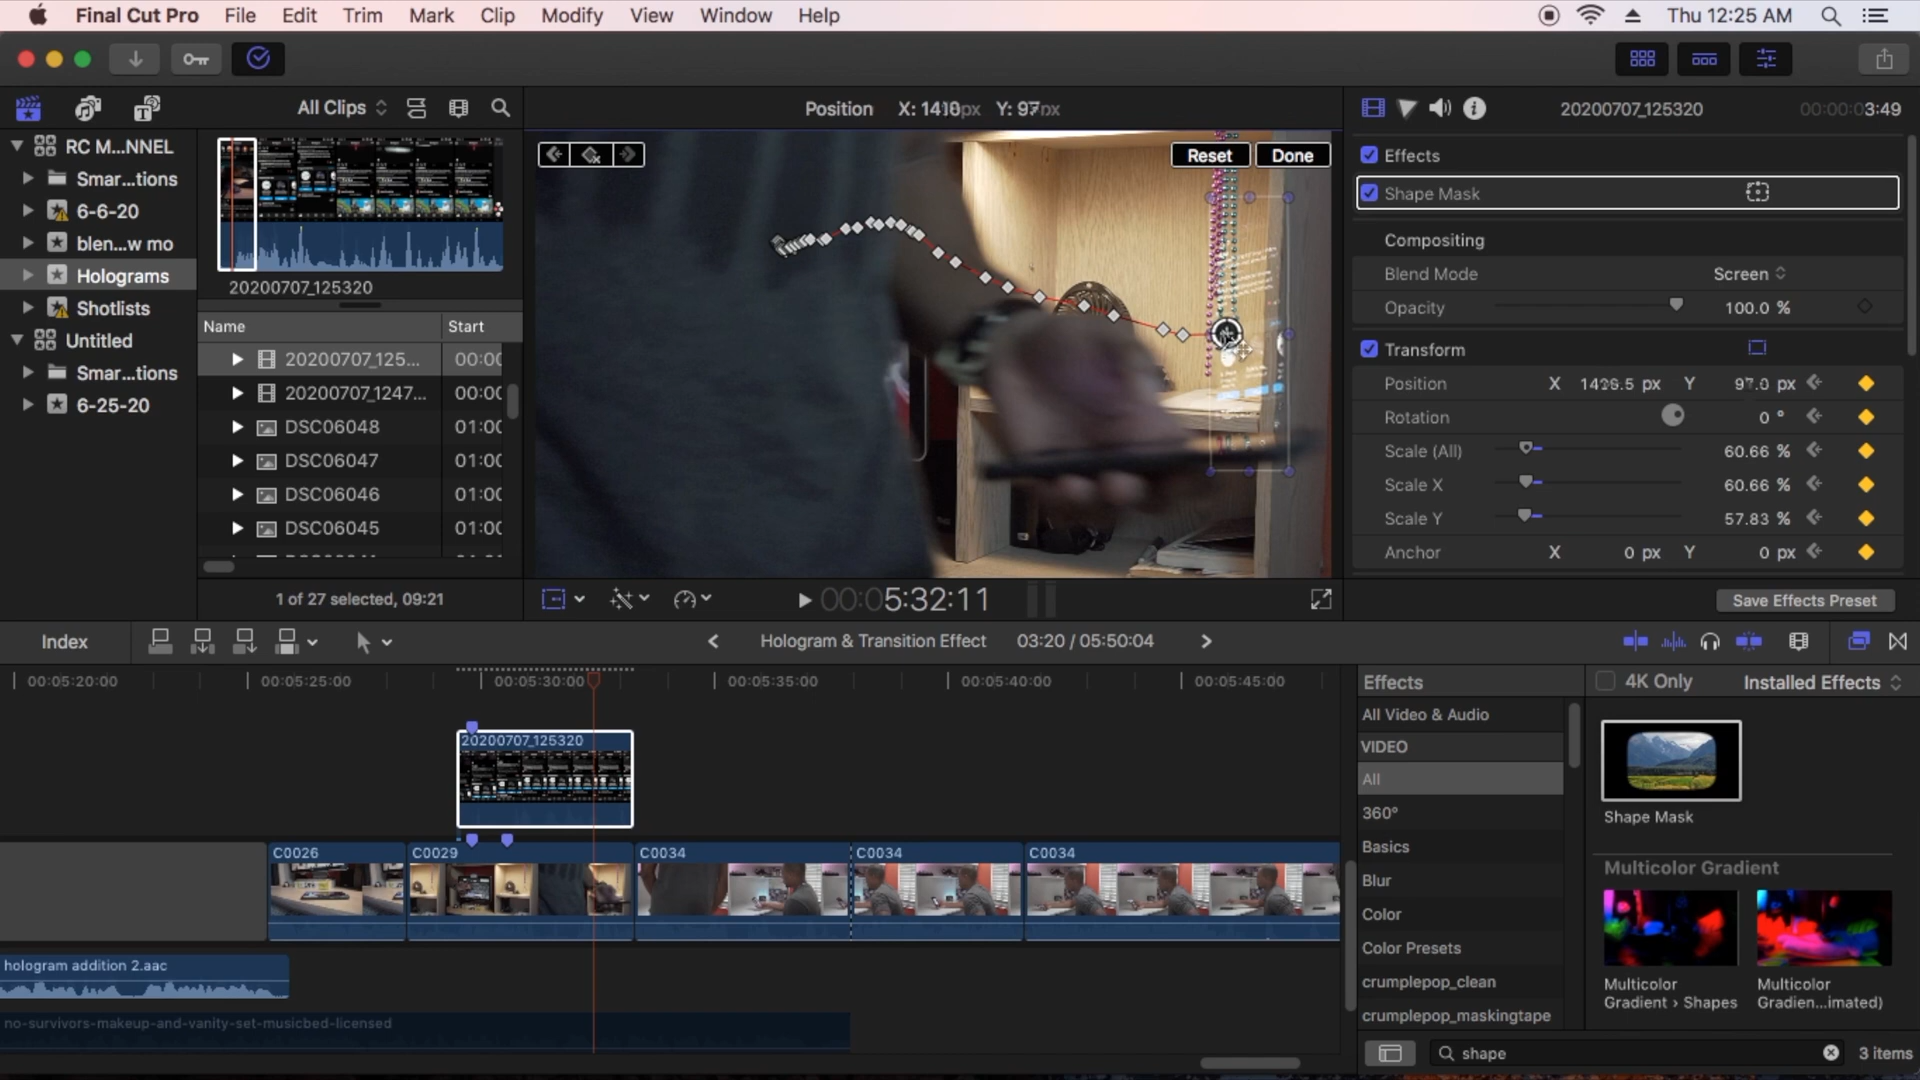 Final Cut Pro File Edit Trim Mark Clip Modify View Window Help Thu 12:25 AM
All Clips
Position X: px Y: 97px
20200707_125320 00:00:03:49
RC M...NNEL
Smar...tions
6-6-20
blen...w mo
Holograms
Shotlists
Untitled
Smar...tions
6-25-20
20200707_125320
Name Start
20200707_125... 00:00
20200707_1247... 00:00
DSC06048 01:00
DSC06047 01:00
DSC06046 01:00
DSC06045 01:00
1 of 27 selected, 09:21
Reset Done
00:05:32:11
Effects
Shape Mask
Compositing
Blend Mode Screen
Opacity 100.0 %
Transform
Position X px Y px
Rotation 0 °
Scale (All) 60.66 %
Scale X 60.66 %
Scale Y 57.83 %
Anchor X 0 px Y 0 px
Save Effects Preset
Index
Hologram & Transition Effect 03:20 / 05:50:04
00:05:20:00 00:05:25:00 00:05:30:00 00:05:35:00 00:05:40:00 00:05:45:00
20200707_125320
C0026 C0029 C0034 C0034 C0034
hologram addition 2.aac
no-survivors-makeup-and-vanity-set-musicbed-licensed
Effects
4K Only Installed Effects
All Video & Audio
VIDEO
All
360°
Basics
Blur
Color
Color Presets
crumplepop_clean
crumplepop_maskingtape
Shape Mask
Multicolor Gradient
Multicolor
Gradient › Shapes
Multicolor
Gradien...imated)
shape
3 items